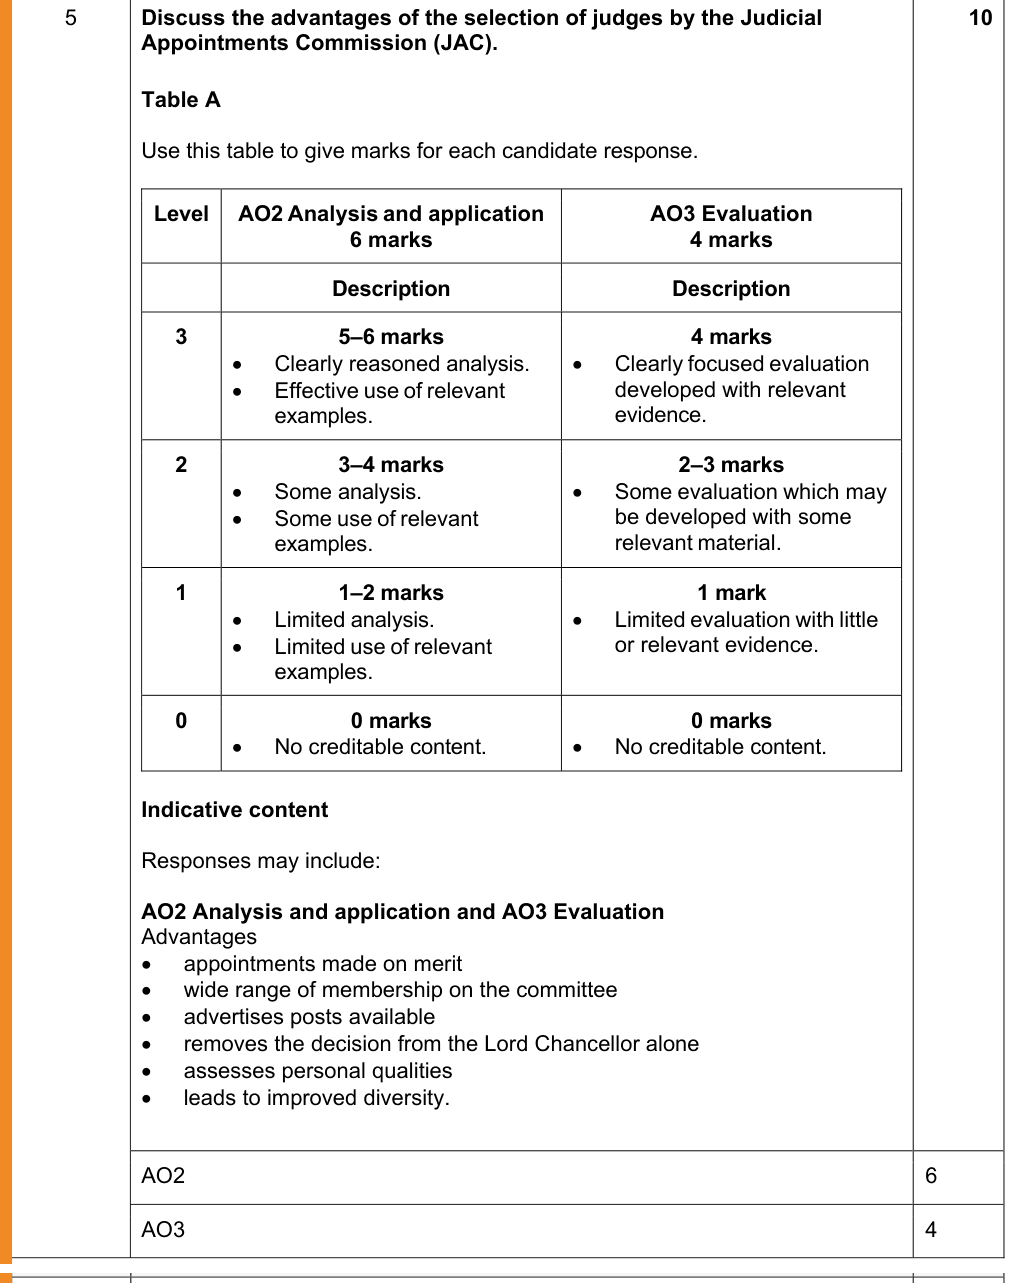 5
Discuss the advantages of the selection of judges by the Judicial
Appointments Commission (JAC).
10
Table A
Use this table to give marks for each candidate response.
Level
AO2 Analysis and application
6 marks
AO3 Evaluation
4 marks
Description
Description
3
5–6 marks
• Clearly reasoned analysis.
• Effective use of relevant
examples.
4 marks
• Clearly focused evaluation
developed with relevant
evidence.
2
3–4 marks
• Some analysis.
• Some use of relevant
examples.
2–3 marks
• Some evaluation which may
be developed with some
relevant material.
1
1–2 marks
• Limited analysis.
• Limited use of relevant
examples.
1 mark
• Limited evaluation with little
or relevant evidence.
0
0 marks
• No creditable content.
0 marks
• No creditable content.
Indicative content
Responses may include:
AO2 Analysis and application and AO3 Evaluation
Advantages
• appointments made on merit
• wide range of membership on the committee
• advertises posts available
• removes the decision from the Lord Chancellor alone
• assesses personal qualities
• leads to improved diversity.
AO2
6
AO3
4